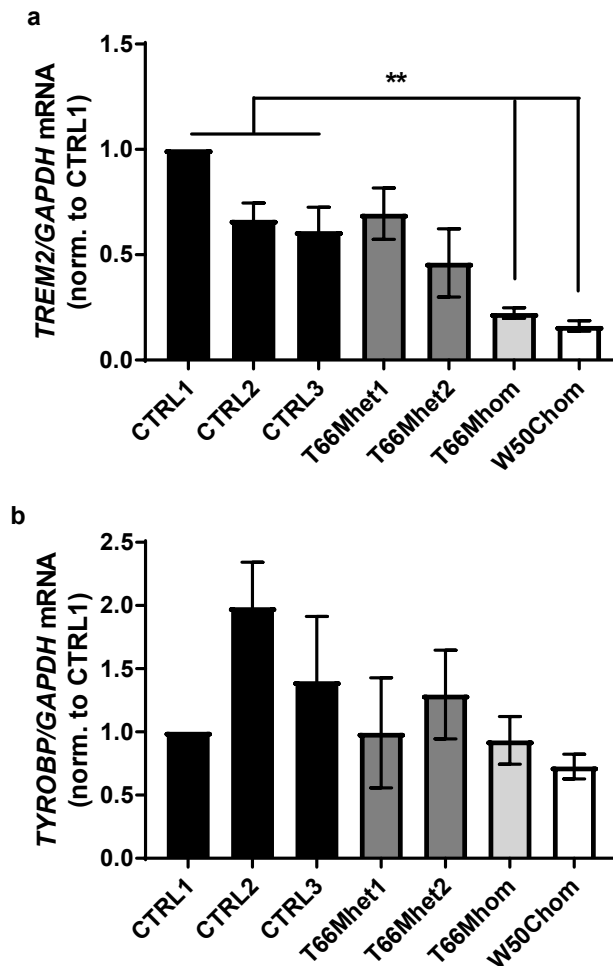 a
TREM2/GAPDH mRNA
(norm. to CTRL1)
1.5
1.0
0.5
0.0
**
CTRL1
CTRL2
CTRL3
T66Mhet1
T66Mhet2
T66Mhom
W50Chom
b
TYROBP/GAPDH mRNA
(norm. to CTRL1)
2.5
2.0
1.5
1.0
0.5
0.0
CTRL1
CTRL2
CTRL3
T66Mhet1
T66Mhet2
T66Mhom
W50Chom